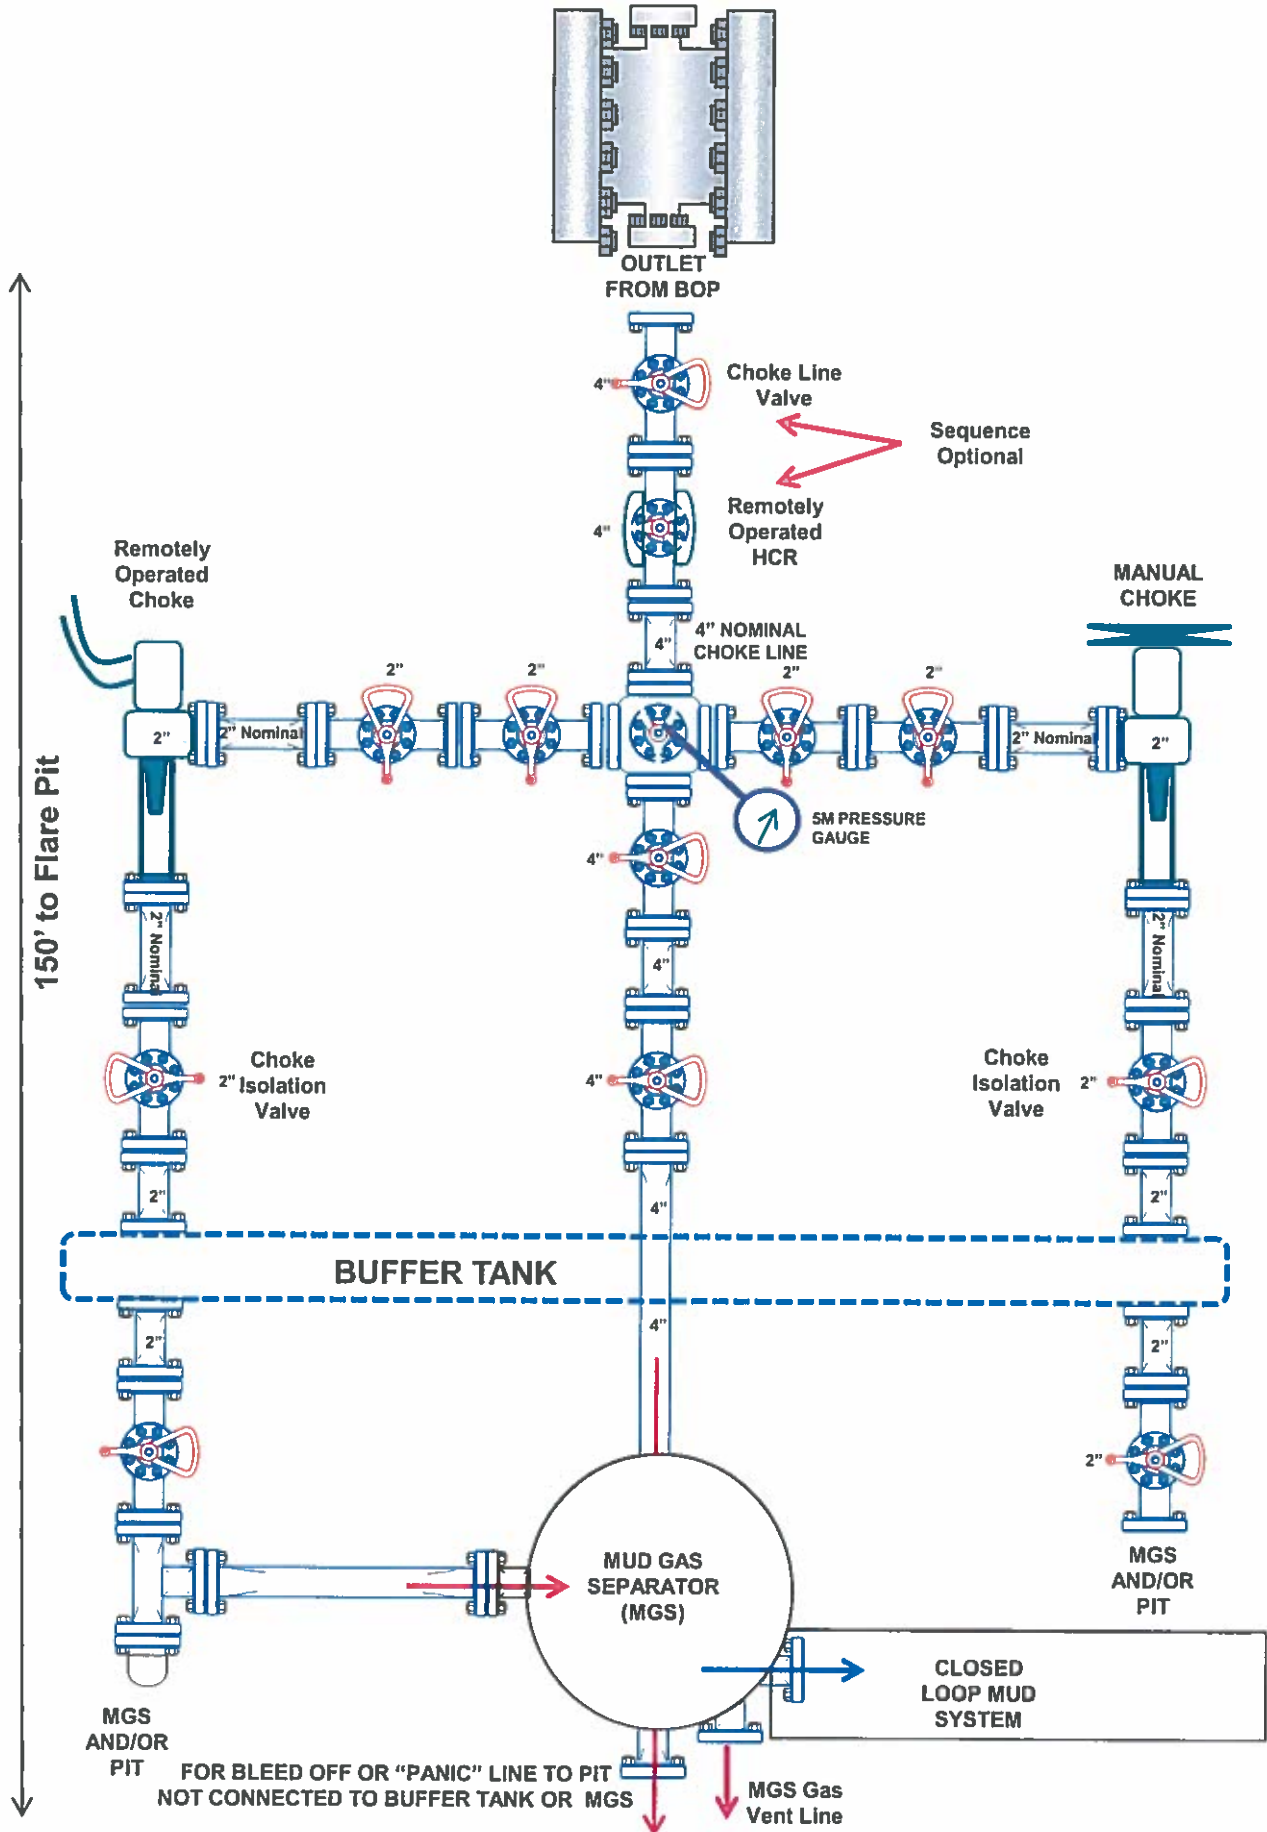 OUTLET
FROM BOP
4"
Choke Line
Valve
Sequence
Optional
4"
Remotely
Operated
HCR
Remotely
Operated
Choke
MANUAL
CHOKE
4"
4" NOMINAL
CHOKE LINE
2"
2"
2"
2"
2"
2" Nominal
2" Nominal
2"
5M PRESSURE
GAUGE
4"
150' to Flare Pit
2" Nominal
4"
2" Nominal
2"
Choke
Isolation
Valve
4"
Choke
Isolation
Valve
2"
2"
4"
2"
BUFFER TANK
2"
4"
2"
2"
MUD GAS
SEPARATOR
(MGS)
MGS
AND/OR
PIT
CLOSED
LOOP MUD
SYSTEM
MGS
AND/OR
PIT
FOR BLEED OFF OR "PANIC" LINE TO PIT
NOT CONNECTED TO BUFFER TANK OR MGS
MGS Gas
Vent Line